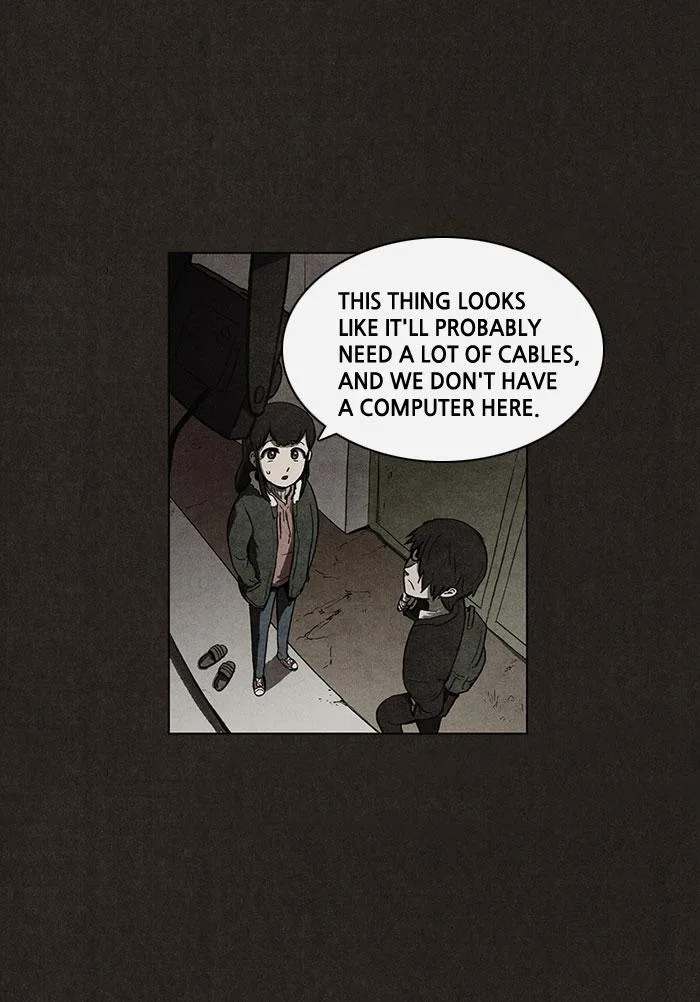 THIS THING LOOKS
LIKE IT'LL PROBABLY
NEED A LOT OF CABLES,
AND WE DON'T HAVE
A COMPUTER HERE.